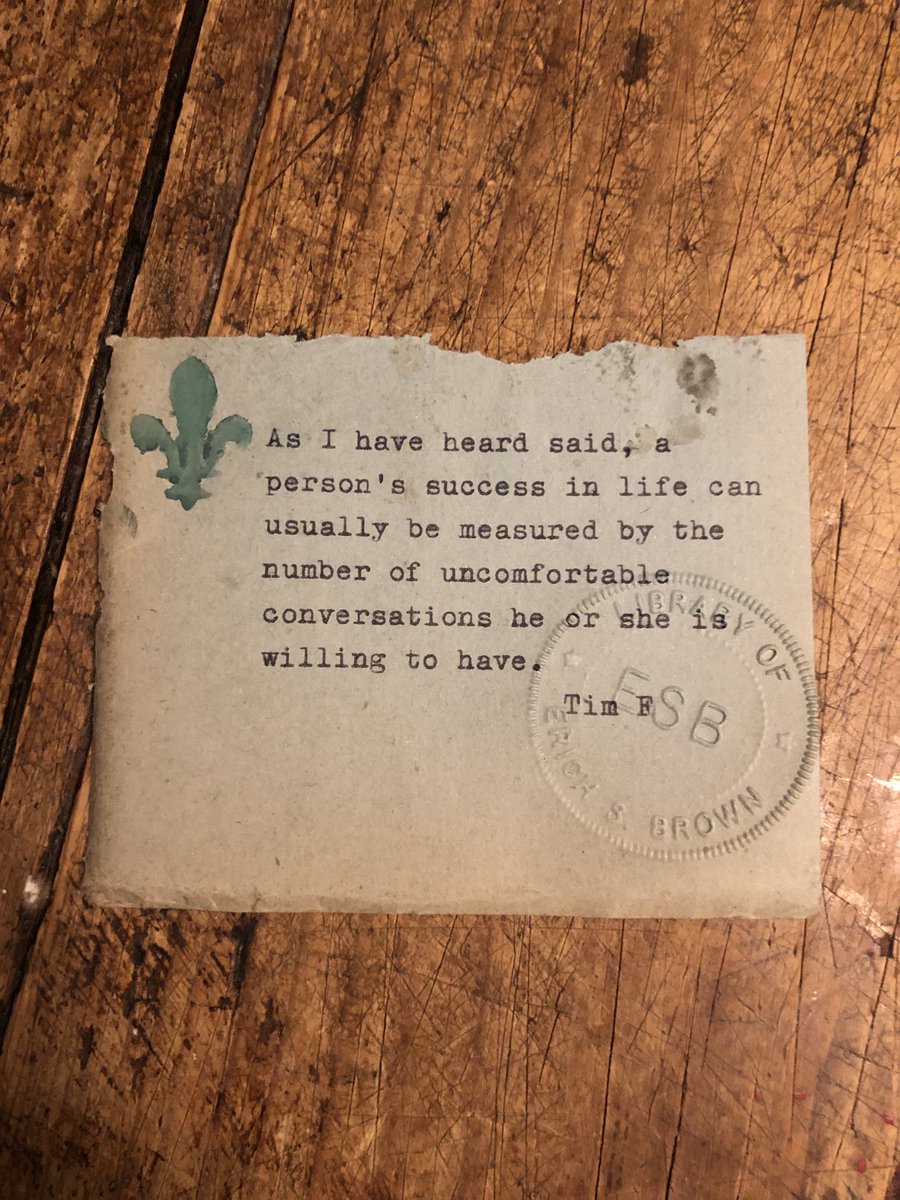 As I have heard said, a
person's success in life can
usually be measured by the
number of uncomfortable
conversations he or she is
willing to have.
Tim F
LIBRARY OF
ESB
ERICH S. BROWN